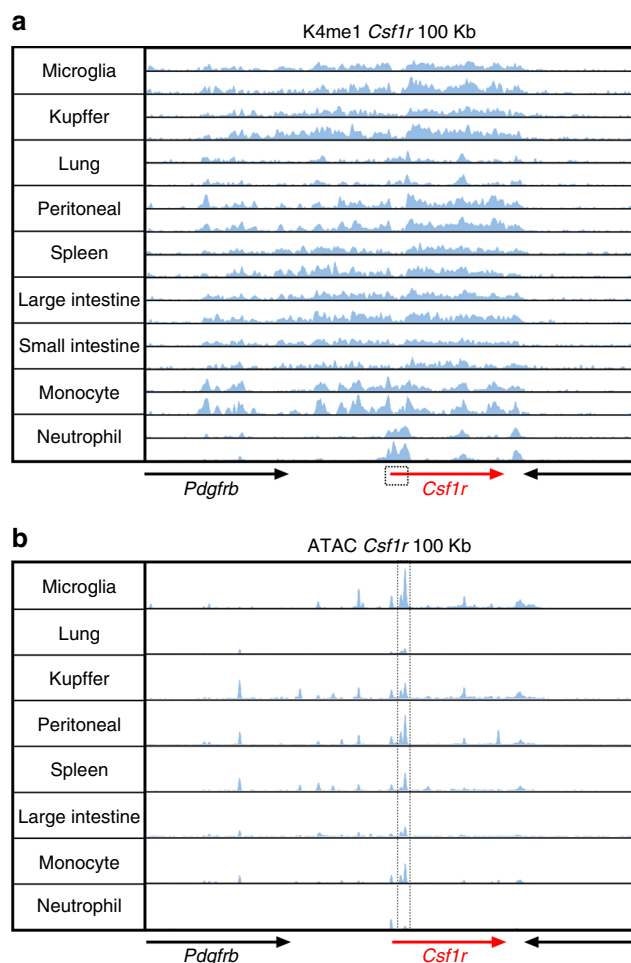 a
K4me1 Csf1r 100 Kb
Microglia
Kupffer
Lung
Peritoneal
Spleen
Large intestine
Small intestine
Monocyte
Neutrophil
Pdgfrb
Csf1r
b
ATAC Csf1r 100 Kb
Microglia
Lung
Kupffer
Peritoneal
Spleen
Large intestine
Monocyte
Neutrophil
Pdgfrb
Csf1r